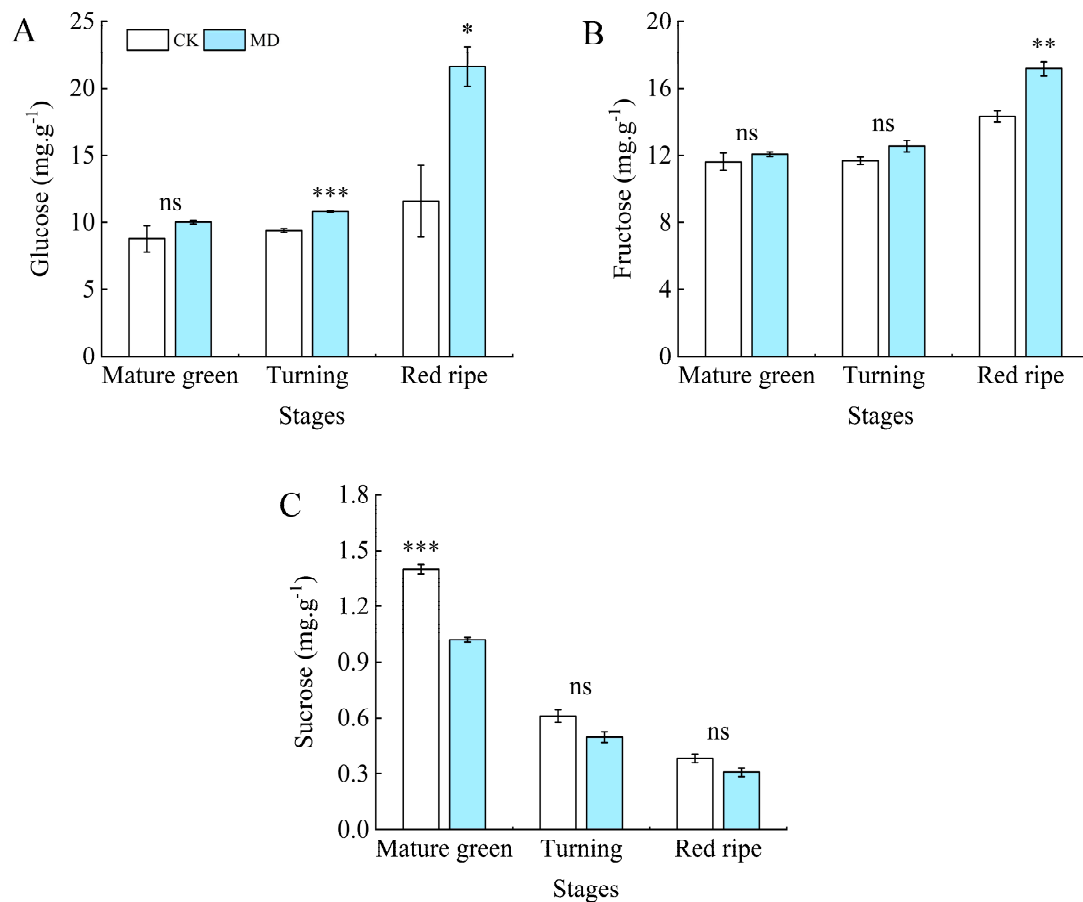 A
CK MD
Glucose (mg.g-1)
25
20
15
10
5
0
ns
***
*
Mature green Turning Red ripe
Stages
B
Fructose (mg.g-1)
20
16
12
8
4
0
ns
ns
**
Mature green Turning Red ripe
Stages
C
Sucrose (mg.g-1)
1.8
1.5
1.2
0.9
0.6
0.3
0.0
***
ns
ns
Mature green Turning Red ripe
Stages